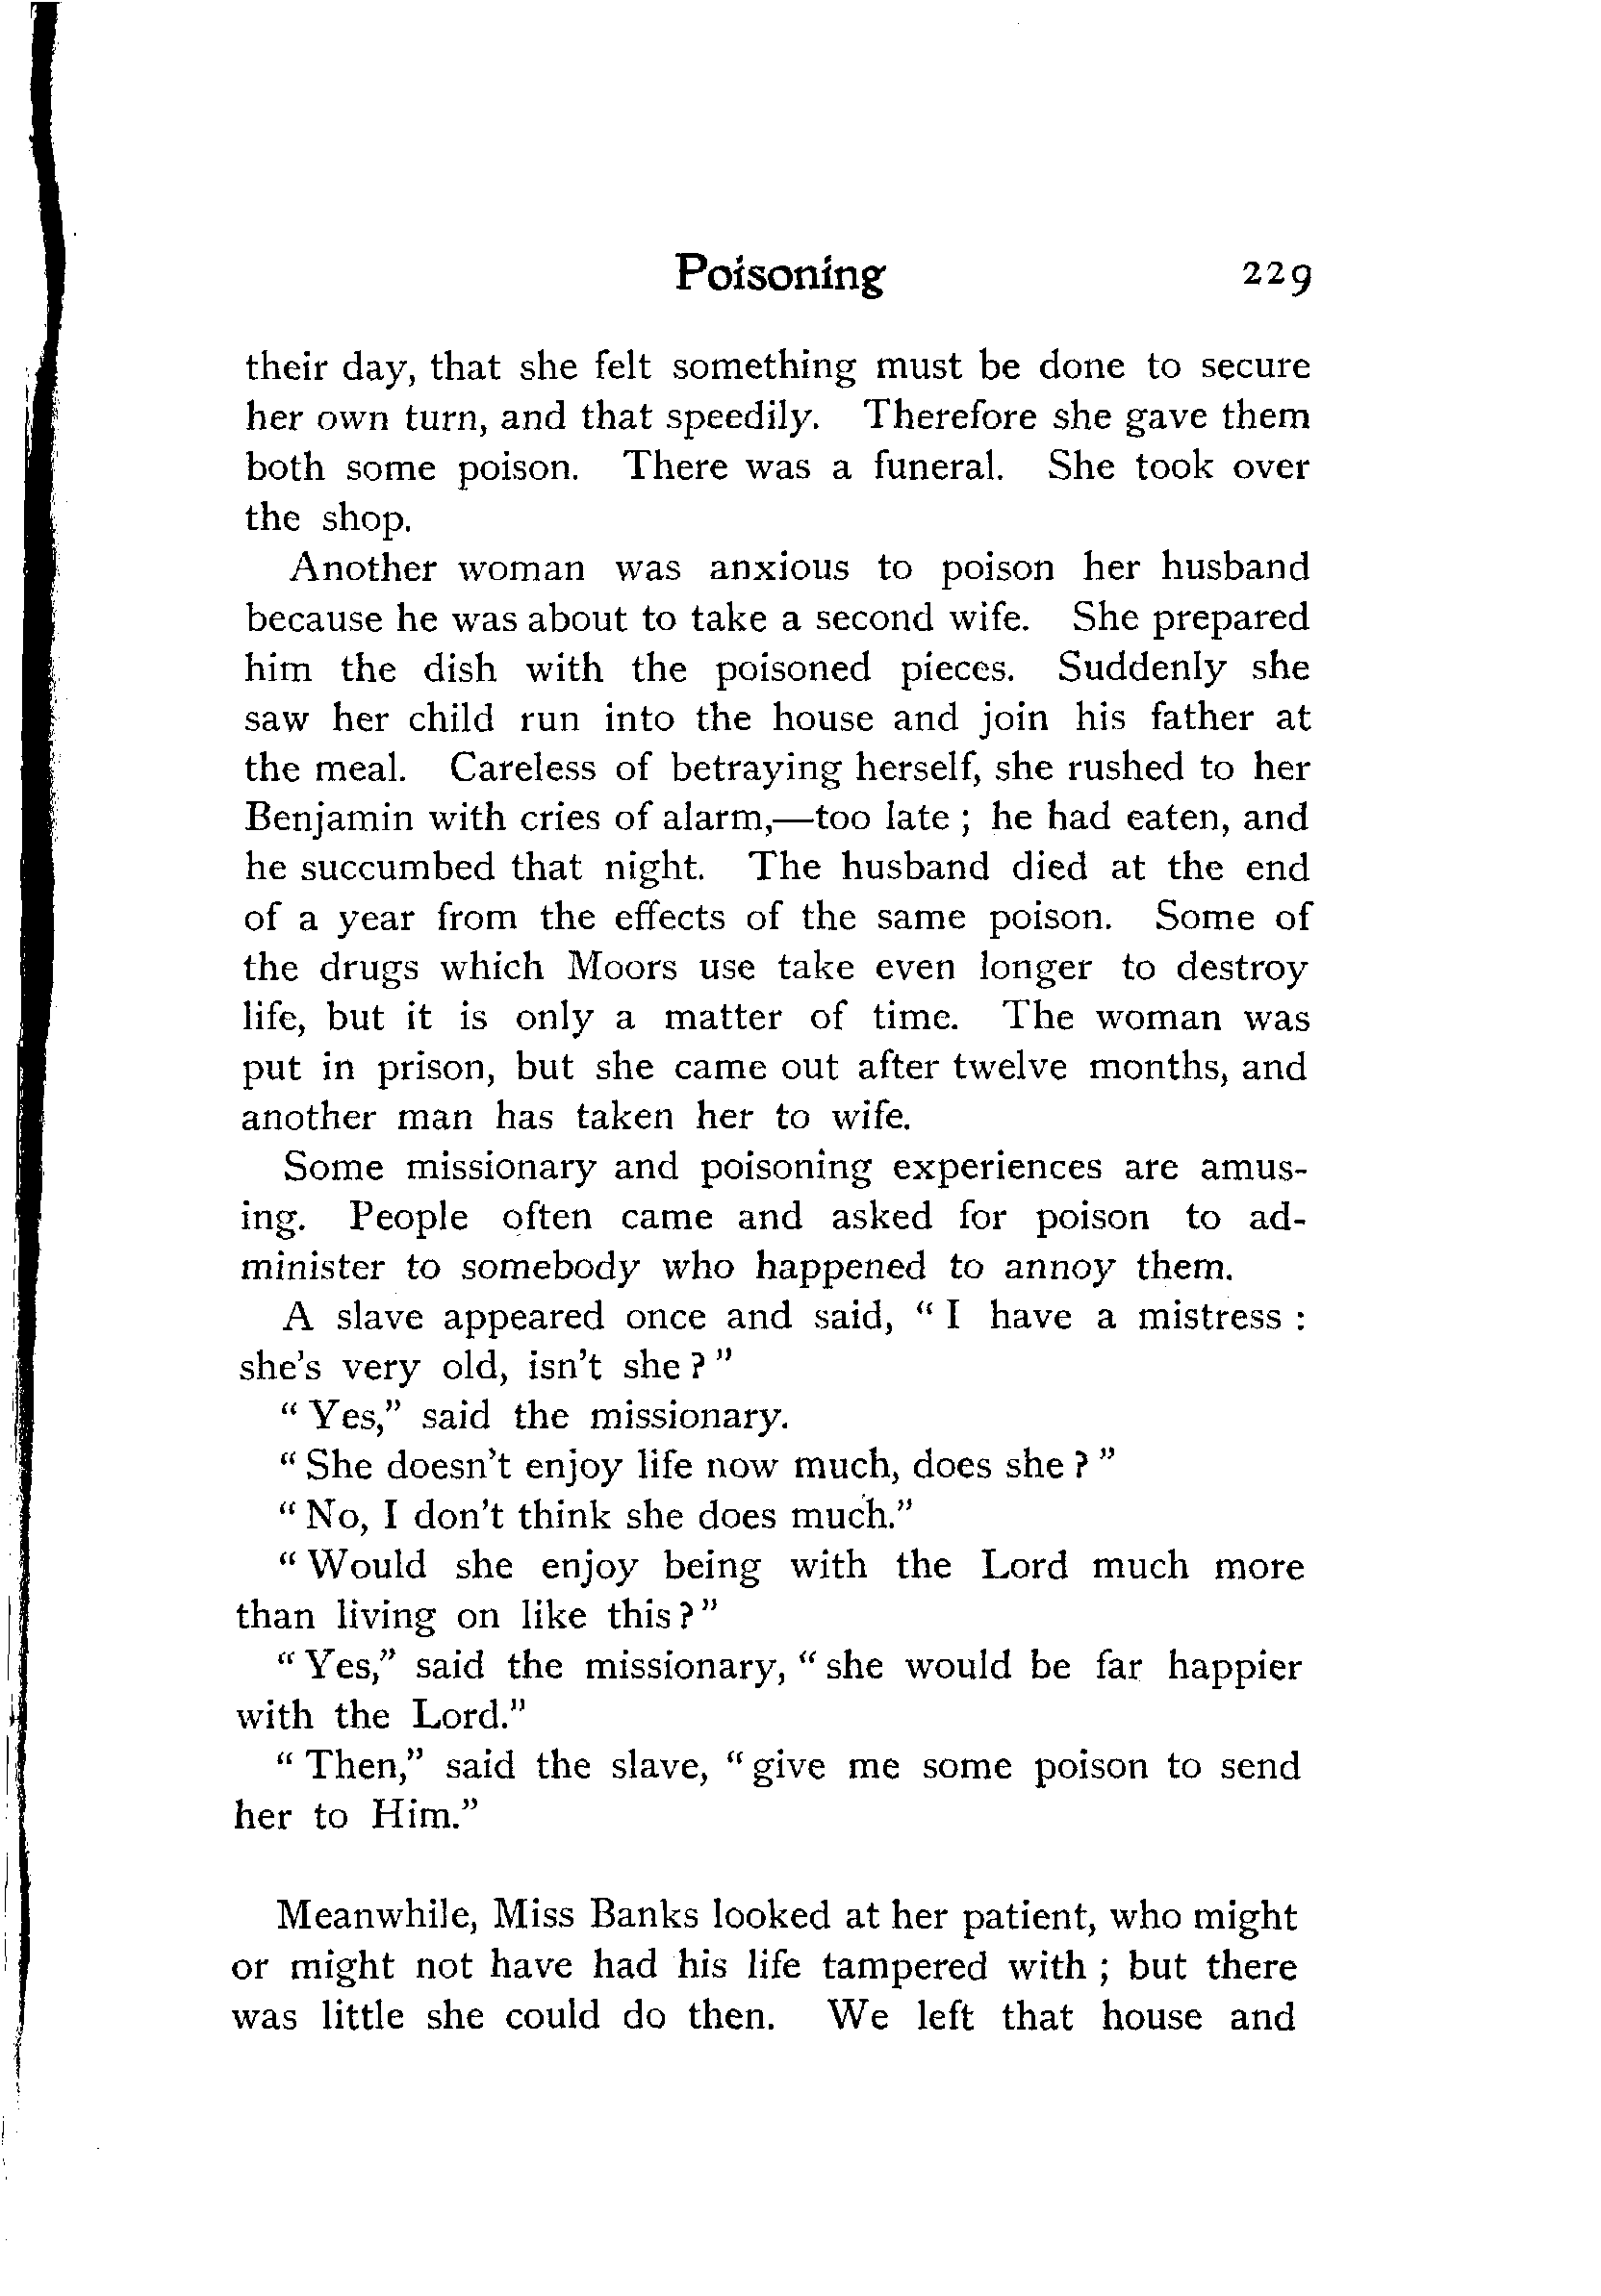 Poisoning 229
their day, that she felt something must be done to secure
her own turn, and that speedily. Therefore she gave them
both some poison. There was a funeral. She took over
the shop.
Another woman was anxious to poison her husband
because he was about to take a second wife. She prepared
him the dish with the poisoned pieces. Suddenly she
saw her child run into the house and join his father at
the meal. Careless of betraying herself, she rushed to her
Benjamin with cries of alarm,—too late ; he had eaten, and
he succumbed that night. The husband died at the end
of a year from the effects of the same poison. Some of
the drugs which Moors use take even longer to destroy
life, but it is only a matter of time. The woman was
put in prison, but she came out after twelve months, and
another man has taken her to wife.
Some missionary and poisoning experiences are amus-
ing. People often came and asked for poison to ad-
minister to somebody who happened to annoy them.
A slave appeared once and said, “ I have a mistress :
she’s very old, isn’t she ? ”
“ Yes,” said the missionary.
“ She doesn’t enjoy life now much, does she ? ”
“ No, I don’t think she does much.”
“ Would she enjoy being with the Lord much more
than living on like this ? ”
“ Yes,” said the missionary, “ she would be far happier
with the Lord.”
“ Then,” said the slave, “ give me some poison to send
her to Him.”
Meanwhile, Miss Banks looked at her patient, who might
or might not have had his life tampered with ; but there
was little she could do then. We left that house and